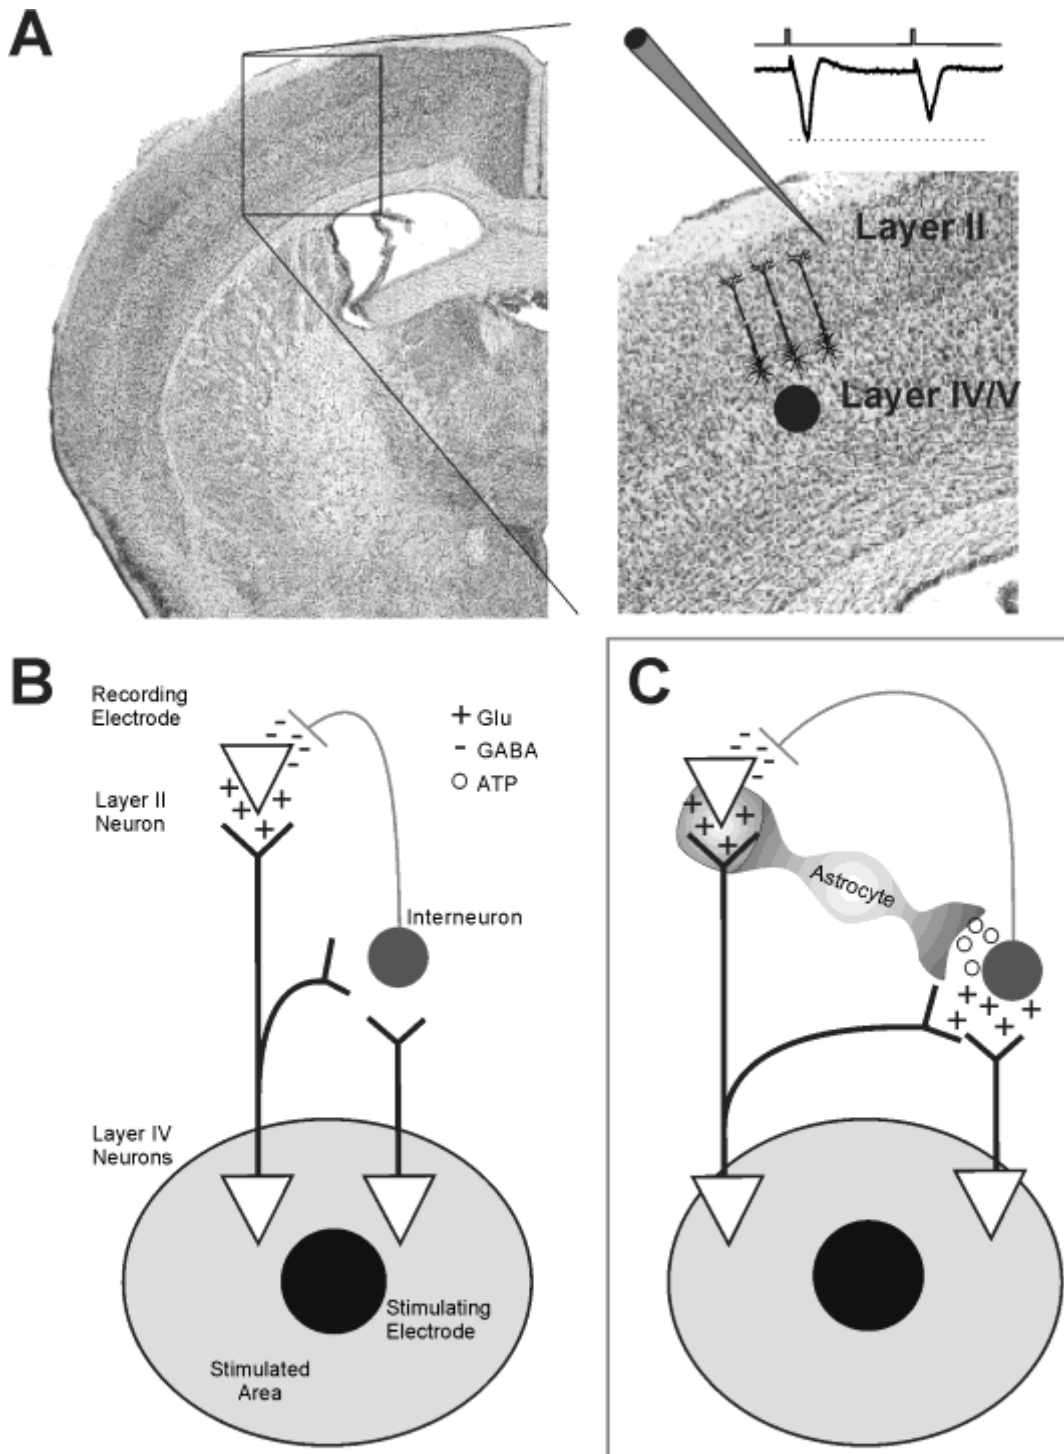 A
Layer II
Layer IV/V
B
Recording
Electrode
+ Glu
- GABA
○ ATP
Layer II
Neuron
Interneuron
Layer IV
Neurons
Stimulating
Electrode
Stimulated
Area
C
Astrocyte